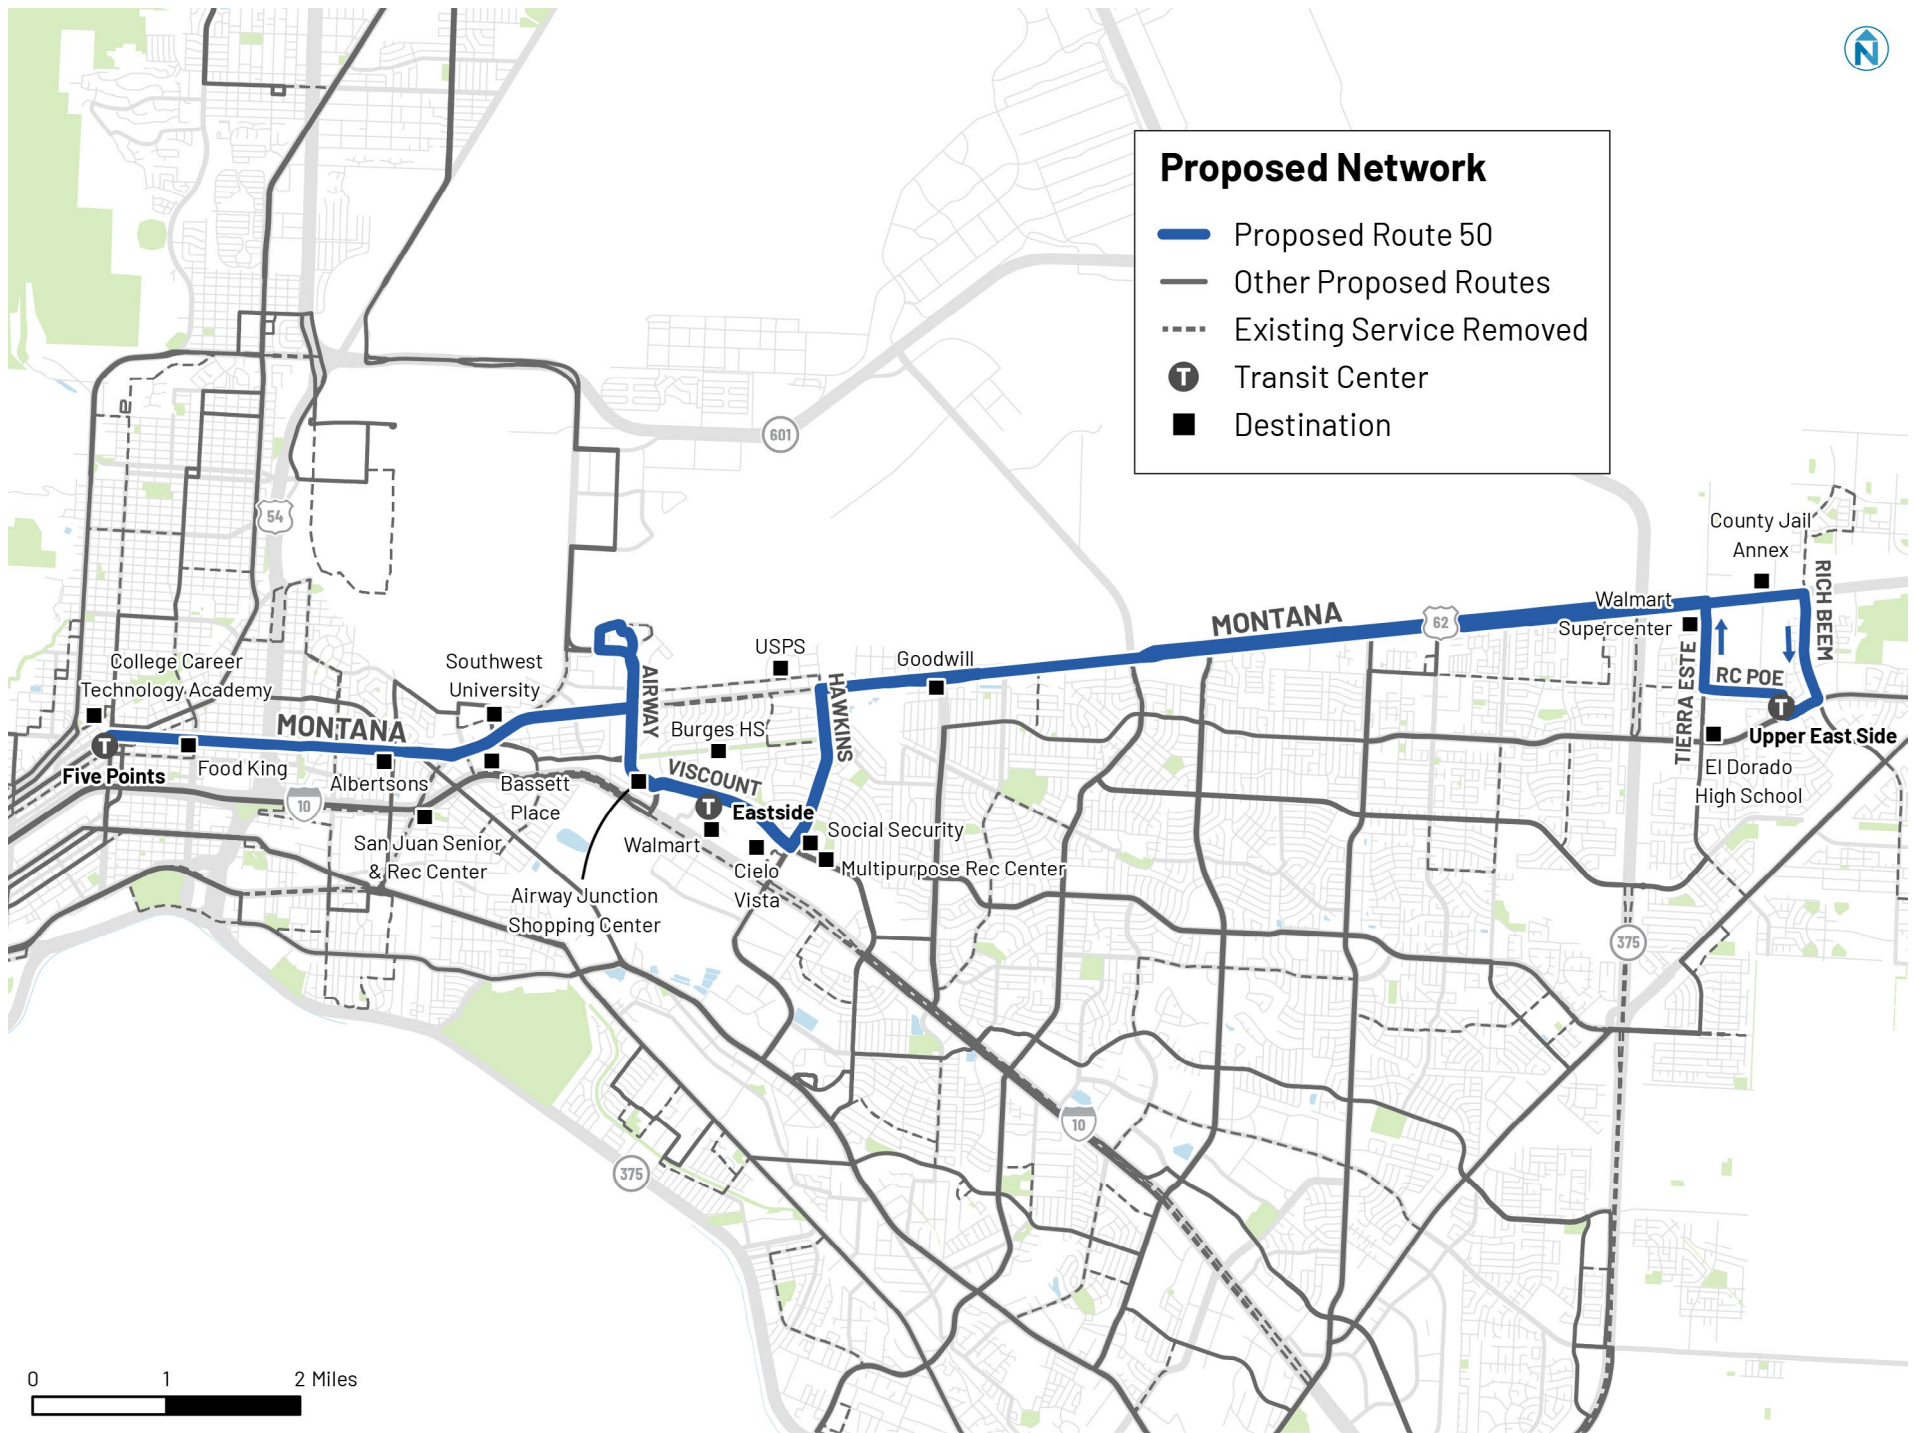 N
Proposed Network
Proposed Route 50
Other Proposed Routes
Existing Service Removed
T Transit Center
Destination
601
54
County Jail
Annex
RICH BEEM
MONTANA
62
Walmart
Supercenter
USPS
Goodwill
College Career
Technology Academy
Southwest
University
AIRWAY
HAWKINS
TIERRA ESTE
RC POE
T
Upper East Side
MONTANA
Burges HS
VISCOUNT
T
Five Points
Food King
Albertsons
Bassett
Place
10
T
Eastside
El Dorado
High School
San Juan Senior
& Rec Center
Walmart
Social Security
Cielo
Vista
Multipurpose Rec Center
Airway Junction
Shopping Center
375
10
375
0 1 2 Miles